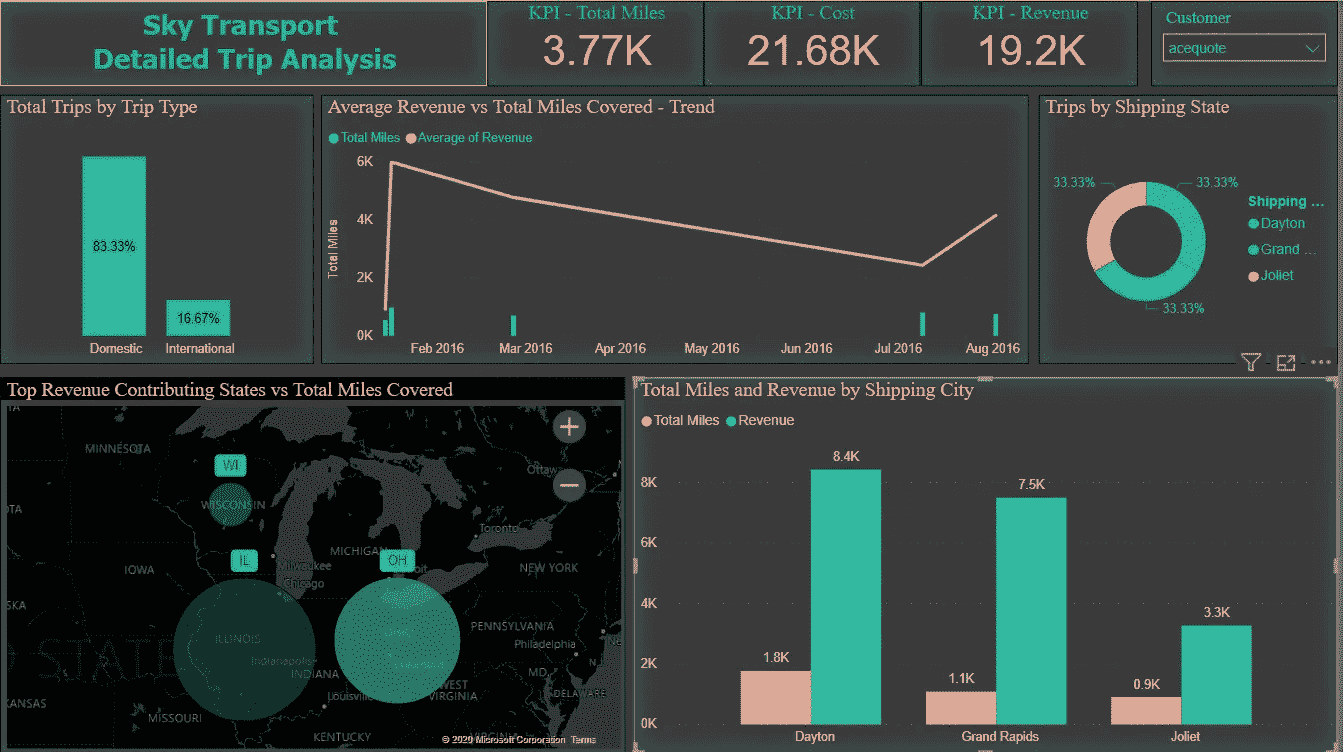 Sky Transport
Detailed Trip Analysis
KPI - Total Miles
3.77K
KPI - Cost
21.68K
KPI - Revenue
19.2K
Customer
acequote
Total Trips by Trip Type
83.33%
16.67%
Domestic International
Average Revenue vs Total Miles Covered - Trend
Total Miles Average of Revenue
Total Miles
6K
4K
2K
0K
Feb 2016 Mar 2016 Apr 2016 May 2016 Jun 2016 Jul 2016 Aug 2016
Trips by Shipping State
33.33% 33.33%
33.33%
Shipping ...
Dayton
Grand ...
Joliet
Top Revenue Contributing States vs Total Miles Covered
MINNESOTA
Ottawa
WI
WISCONSIN
OTA
Toronto
MICHIGAN
IL
OH
Milwaukee
Chicago
IOWA
NEW YORK
SKA
PENNSYLVANIA
Philadelphia
ILLINOIS
Indianapolis
INDIANA
MD
N
DELAWARE
STATE
WEST
VIRGINIA
Louisville
KANSAS
MISSOURI
KENTUCKY
VIRGINIA
© 2020 Microsoft Corporation Terms
Total Miles and Revenue by Shipping City
Total Miles Revenue
8K
6K
4K
2K
0K
1.8K
8.4K
1.1K
7.5K
0.9K
3.3K
Dayton Grand Rapids Joliet